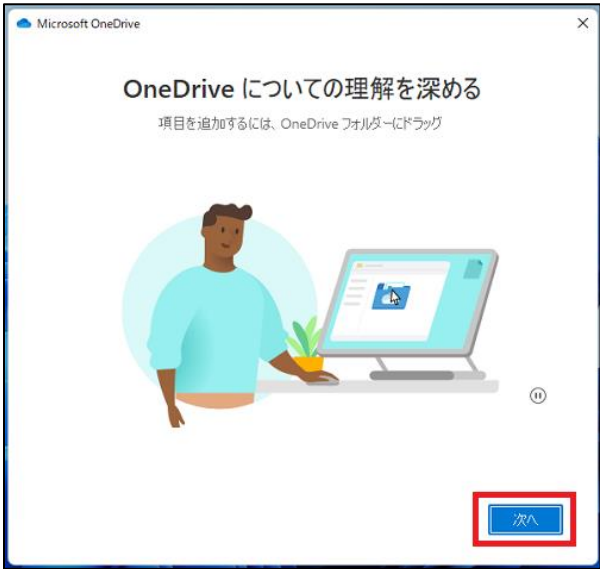 Microsoft OneDrive
OneDrive についての理解を深める
項目を追加するには、OneDrive フォルダーにドラッグ
次へ